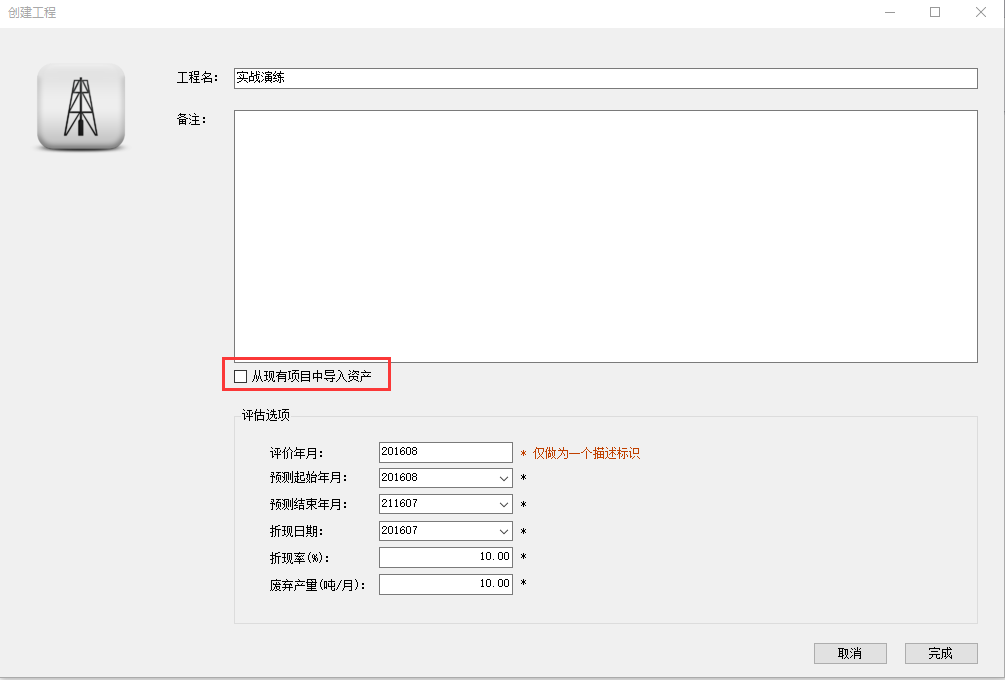 创建工程
工程名： 实战演练
备注：
从现有项目中导入资产
评估选项
评价年月： 201608 * 仅做为一个描述标识
预测起始年月： 201608 *
预测结束年月： 211607 *
折现日期： 201607 *
折现率(%)： 10.00 *
废弃产量(吨/月)： 10.00 *
取消 完成